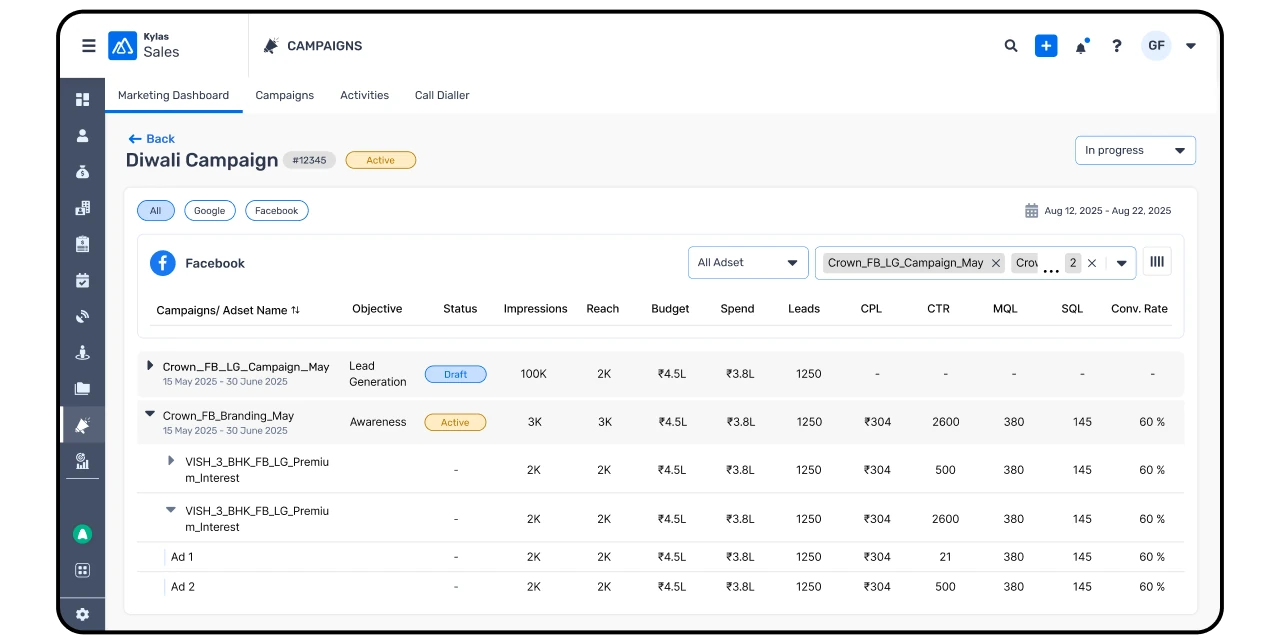 Kylas
Sales
CAMPAIGNS
?
GF
Marketing Dashboard Campaigns Activities Call Dialler
← Back
Diwali Campaign #12345 Active
In progress
All Google Facebook
Aug 12, 2025 - Aug 22, 2025
Facebook
All Adset
Crown_FB_LG_Campaign_May × Crov ... 2 ×
Campaigns/ Adset Name Objective Status Impressions Reach Budget Spend Leads CPL CTR MQL SQL Conv. Rate
Crown_FB_LG_Campaign_May Lead Generation Draft 100K 2K ₹4.5L ₹3.8L 1250 - - - - -
15 May 2025 - 30 June 2025
Crown_FB_Branding_May Awareness Active 3K 3K ₹4.5L ₹3.8L 1250 ₹304 2600 380 145 60 %
15 May 2025 - 30 June 2025
VISH_3_BHK_FB_LG_Premiu
m_Interest
- 2K 2K ₹4.5L ₹3.8L 1250 ₹304 500 380 145 60 %
VISH_3_BHK_FB_LG_Premiu
m_Interest
- 2K 2K ₹4.5L ₹3.8L 1250 ₹304 2600 380 145 60 %
Ad 1 - 2K 2K ₹4.5L ₹3.8L 1250 ₹304 21 380 145 60 %
Ad 2 - 2K 2K ₹4.5L ₹3.8L 1250 ₹304 500 380 145 60 %